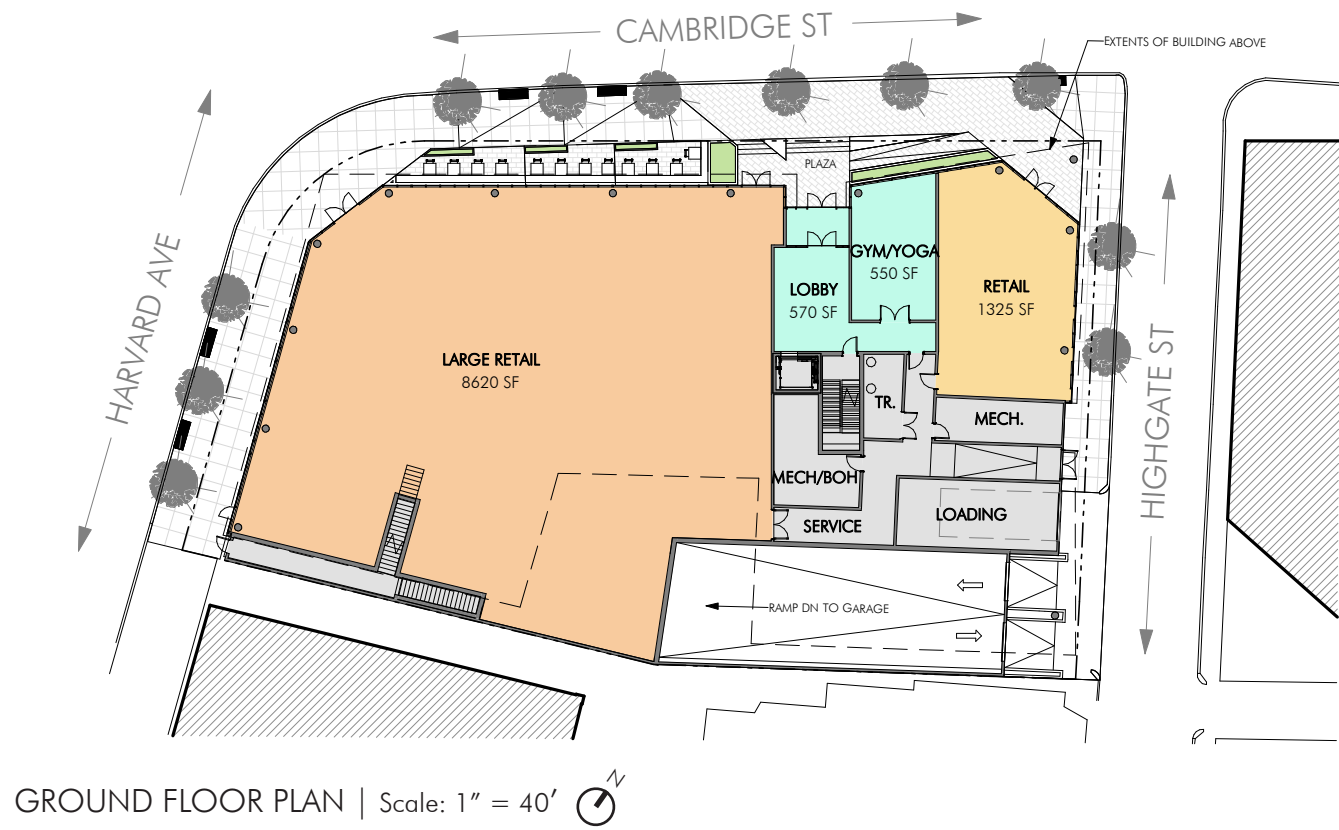 CAMBRIDGE ST
EXTENTS OF BUILDING ABOVE
PLAZA
HARVARD AVE
GYM/YOGA
550 SF
LOBBY
570 SF
RETAIL
1325 SF
LARGE RETAIL
8620 SF
TR.
MECH.
HIGHGATE ST
MECH/BOH
LOADING
SERVICE
RAMP DN TO GARAGE
N
GROUND FLOOR PLAN | Scale: 1" = 40'